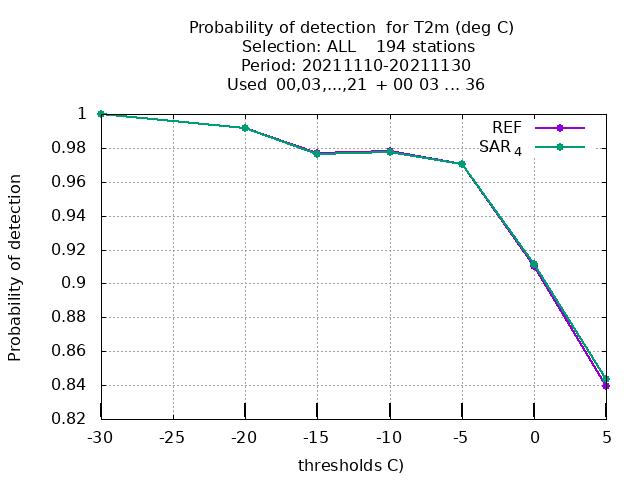 Probability of detection  for T2m (deg C)
Selection: ALL    194 stations
Period: 20211110-20211130
Used  00,03,...,21  + 00 03 ... 36
REF
SAR 4
1
0.98
0.96
0.94
0.92
0.9
0.88
0.86
0.84
0.82
Probability of detection
-30
-25
-20
-15
-10
-5
0
5
thresholds C)